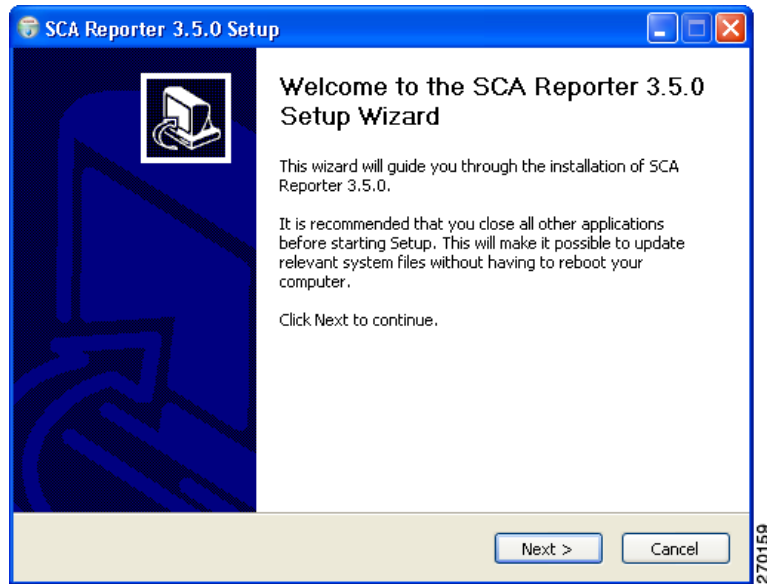 SCA Reporter 3.5.0 Setup
Welcome to the SCA Reporter 3.5.0
Setup Wizard
This wizard will guide you through the installation of SCA
Reporter 3.5.0.
It is recommended that you close all other applications
before starting Setup. This will make it possible to update
relevant system files without having to reboot your
computer.
Click Next to continue.
Next >
Cancel
270159